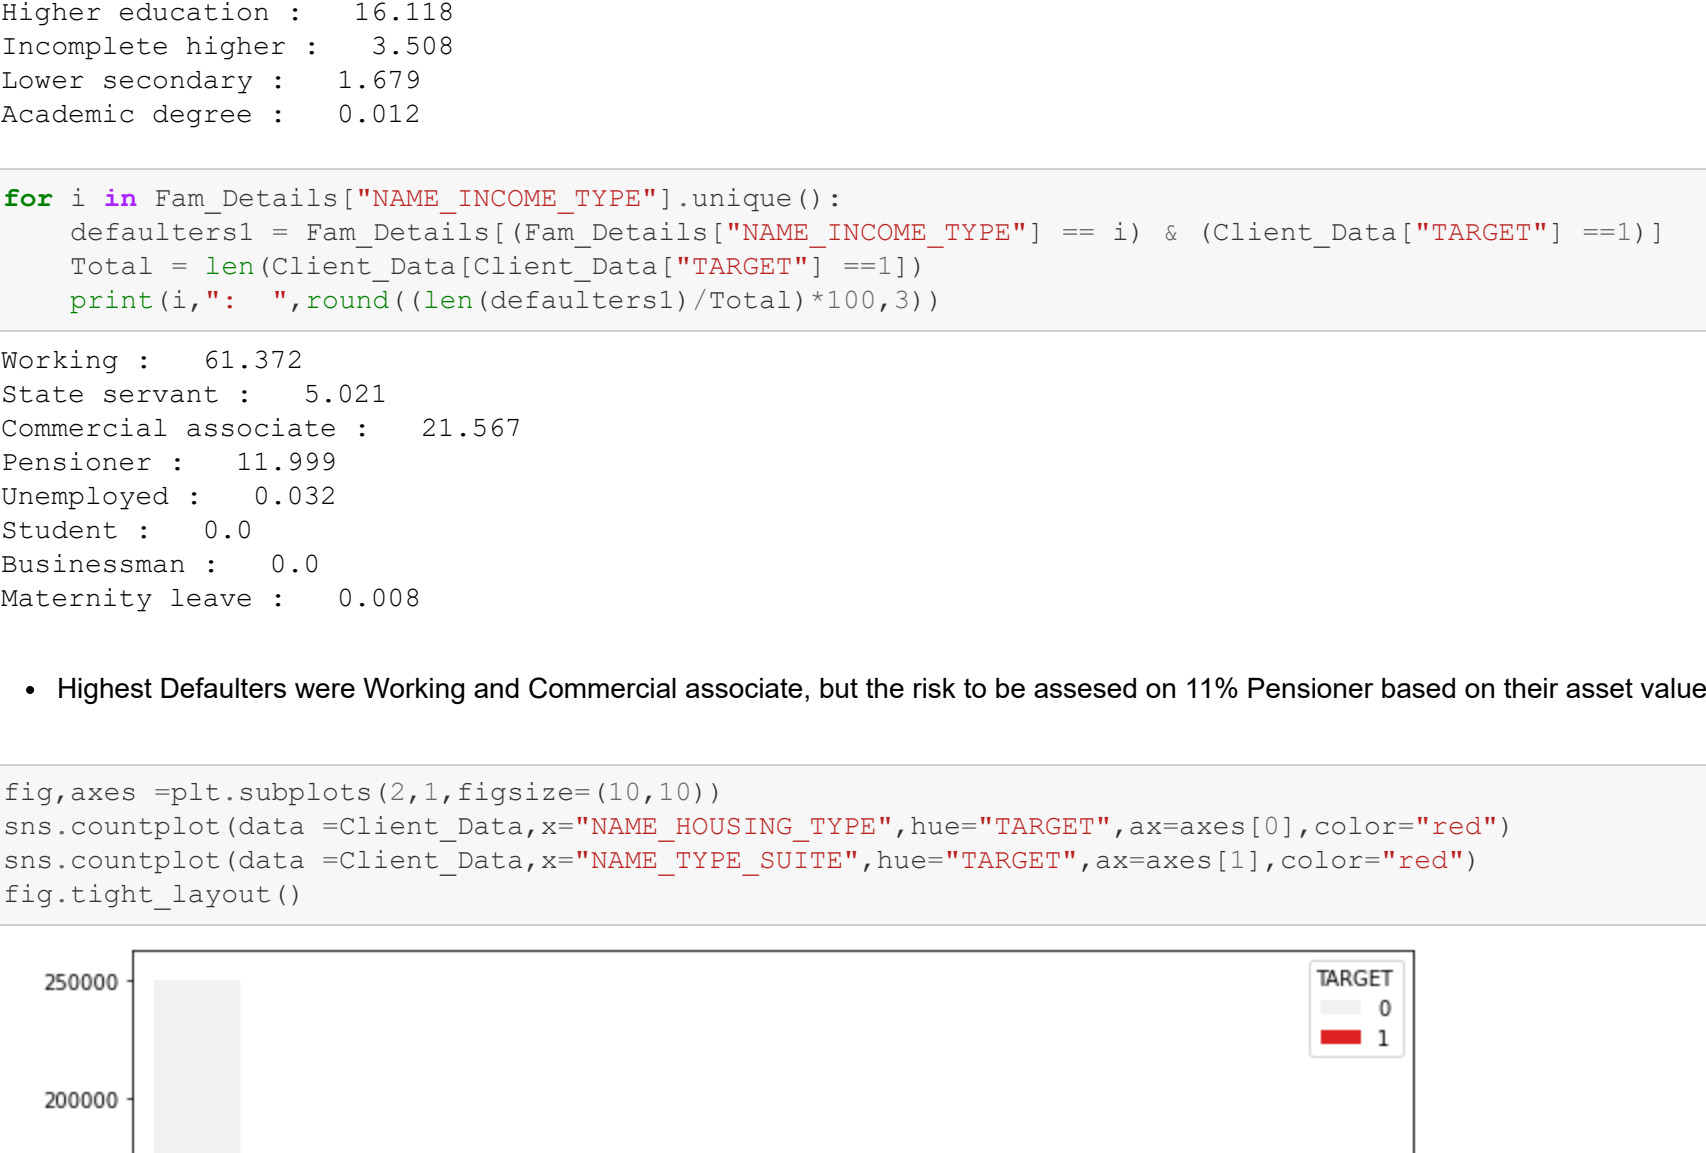 Higher education :   16.118
Incomplete higher :   3.508
Lower secondary :   1.679
Academic degree :   0.012
for i in Fam_Details["NAME_INCOME_TYPE"].unique():
    defaulters1 = Fam_Details[(Fam_Details["NAME_INCOME_TYPE"] == i) & (Client_Data["TARGET"] ==1)]
    Total = len(Client_Data[Client_Data["TARGET"] ==1])
    print(i,":  ",round((len(defaulters1)/Total)*100,3))
Working :   61.372
State servant :   5.021
Commercial associate :   21.567
Pensioner :   11.999
Unemployed :   0.032
Student :   0.0
Businessman :   0.0
Maternity leave :   0.008
• Highest Defaulters were Working and Commercial associate, but the risk to be assesed on 11% Pensioner based on their asset value
fig,axes =plt.subplots(2,1,figsize=(10,10))
sns.countplot(data =Client_Data,x="NAME_HOUSING_TYPE",hue="TARGET",ax=axes[0],color="red")
sns.countplot(data =Client_Data,x="NAME_TYPE_SUITE",hue="TARGET",ax=axes[1],color="red")
fig.tight_layout()
250000
TARGET
0
1
200000